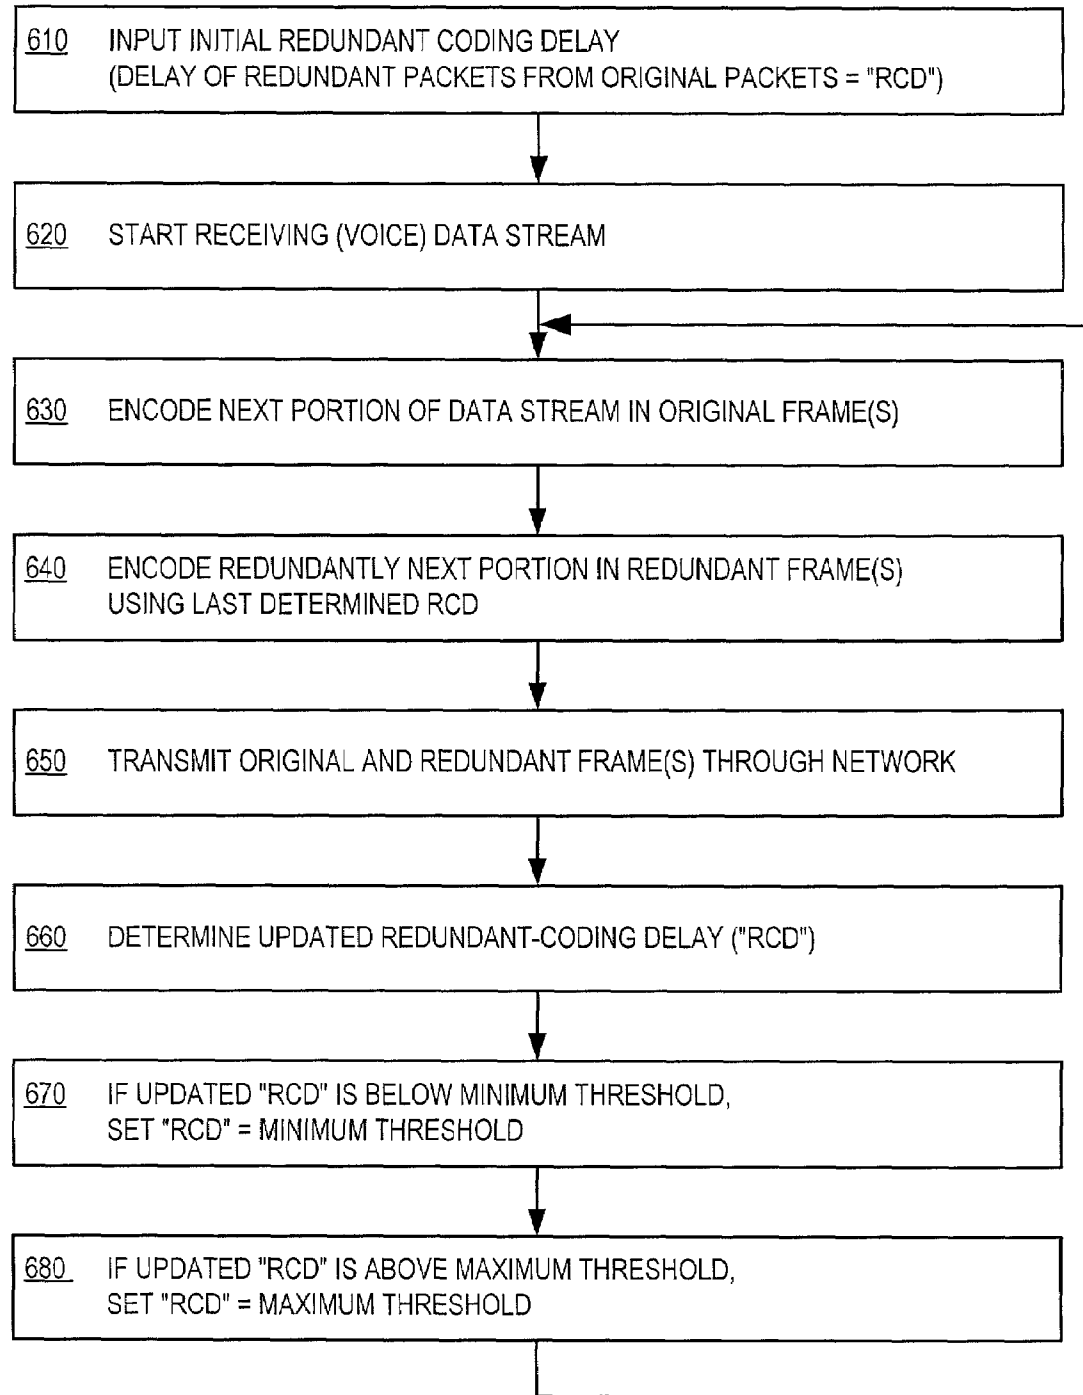 610 INPUT INITIAL REDUNDANT CODING DELAY
(DELAY OF REDUNDANT PACKETS FROM ORIGINAL PACKETS = "RCD")
620 START RECEIVING (VOICE) DATA STREAM
630 ENCODE NEXT PORTION OF DATA STREAM IN ORIGINAL FRAME(S)
640 ENCODE REDUNDANTLY NEXT PORTION IN REDUNDANT FRAME(S)
USING LAST DETERMINED RCD
650 TRANSMIT ORIGINAL AND REDUNDANT FRAME(S) THROUGH NETWORK
660 DETERMINE UPDATED REDUNDANT-CODING DELAY ("RCD")
670 IF UPDATED "RCD" IS BELOW MINIMUM THRESHOLD,
SET "RCD" = MINIMUM THRESHOLD
680 IF UPDATED "RCD" IS ABOVE MAXIMUM THRESHOLD,
SET "RCD" = MAXIMUM THRESHOLD